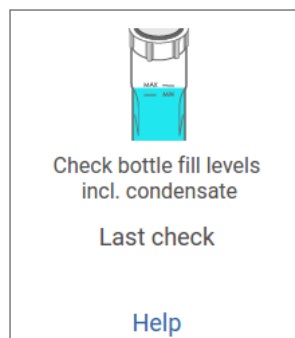 MAX
MIN
Check bottle fill levels
incl. condensate
Last check
Help